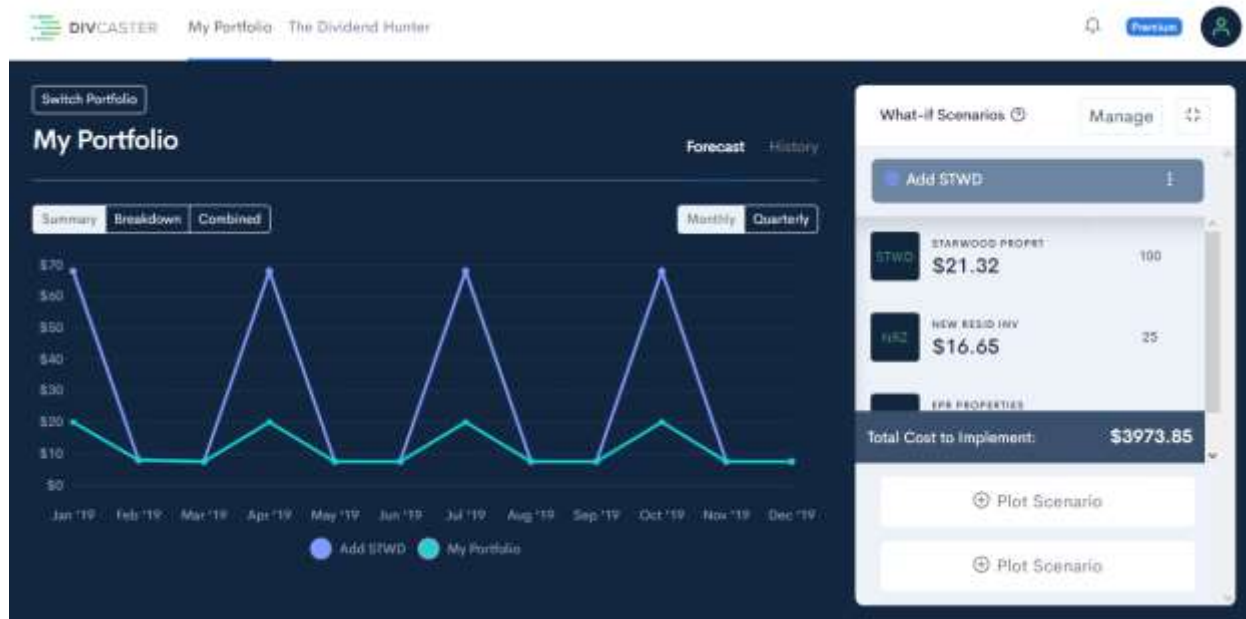 DIVCASTER My Portfolio The Dividend Hunter Premium
Switch Portfolio
My Portfolio
Forecast History
Summary Breakdown Combined Monthly Quarterly
$70
$60
$50
$40
$30
$20
$10
$0
Jan '19 Feb '19 Mar '19 Apr '19 May '19 Jun '19 Jul '19 Aug '19 Sep '19 Oct '19 Nov '19 Dec '19
Add STWD My Portfolio
What-if Scenarios Manage
Add STWD
STWD STARWOOD PROPRT 100
$21.32
NRZ NEW RESID INV 25
$16.65
EPR PROPERTIES
Total Cost to Implement: $3973.85
Plot Scenario
Plot Scenario